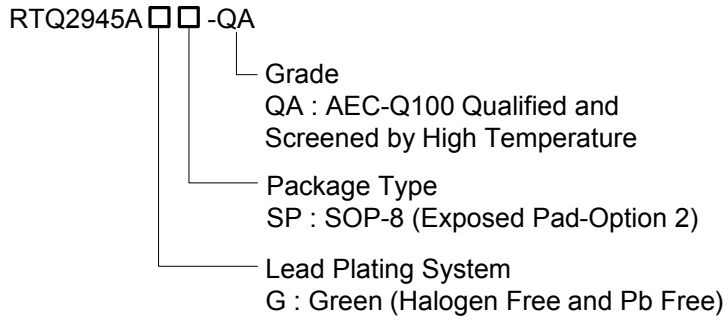 RTQ2945A□□-QA
Grade
QA : AEC-Q100 Qualified and
Screened by High Temperature
Package Type
SP : SOP-8 (Exposed Pad-Option 2)
Lead Plating System
G : Green (Halogen Free and Pb Free)